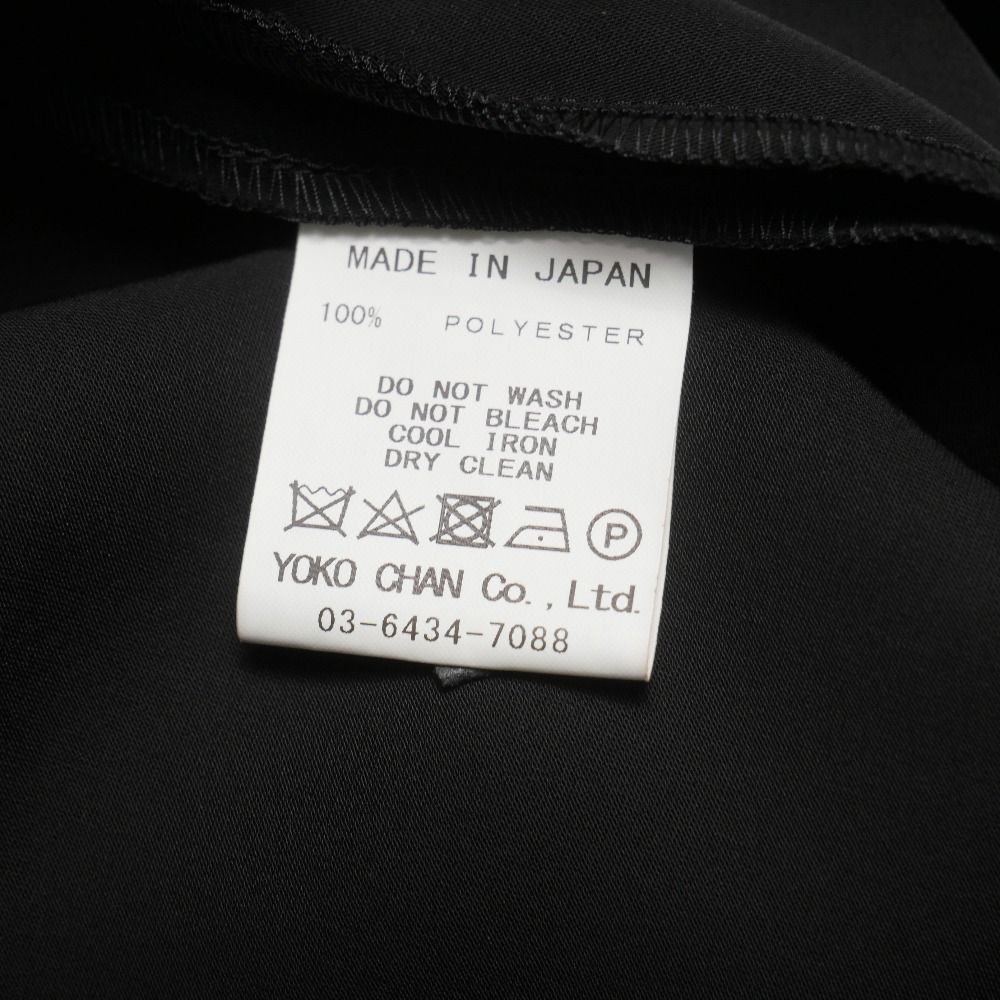 MADE IN JAPAN
100% POLYESTER
DO NOT WASH
DO NOT BLEACH
COOL IRON
DRY CLEAN
P
YOKO CHAN Co., Ltd.
03-6434-7088